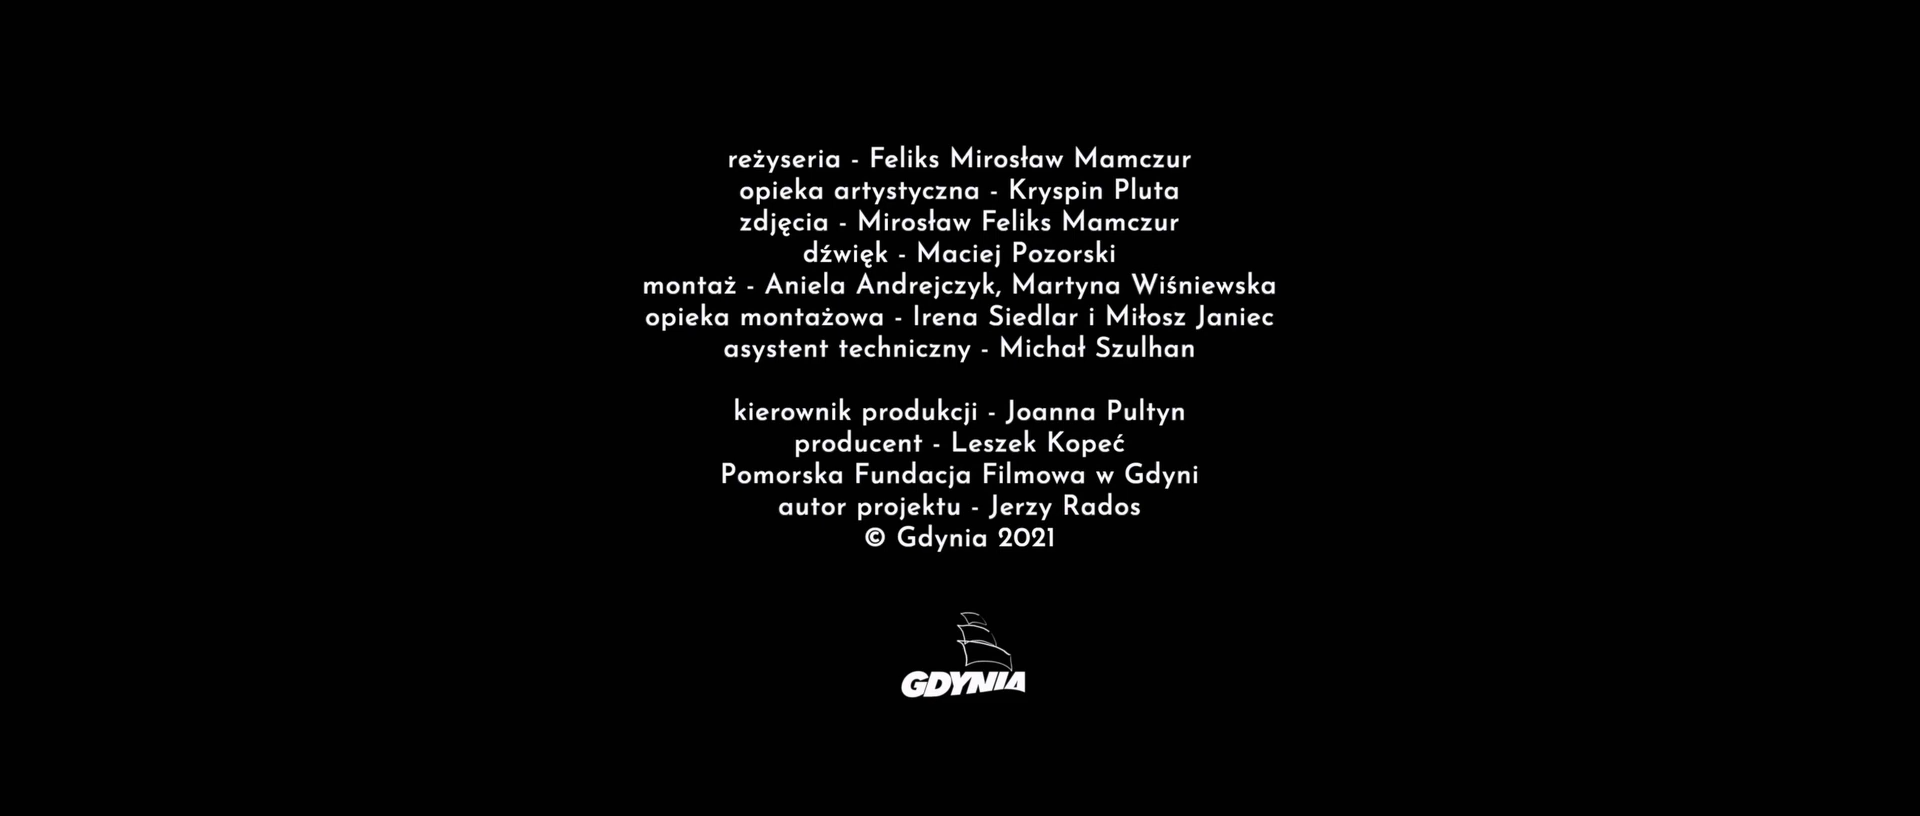 reżyseria - Feliks Mirosław Mamczur
opieka artystyczna - Kryspin Pluta
zdjęcia - Mirosław Feliks Mamczur
dźwięk - Maciej Pozorski
montaż - Aniela Andrejczyk, Martyna Wiśniewska
opieka montażowa - Irena Siedlar i Miłosz Janiec
asystent techniczny - Michał Szulhan
kierownik produkcji - Joanna Pultyn
producent - Leszek Kopeć
Pomorska Fundacja Filmowa w Gdyni
autor projektu - Jerzy Rados
© Gdynia 2021
GDYNIA